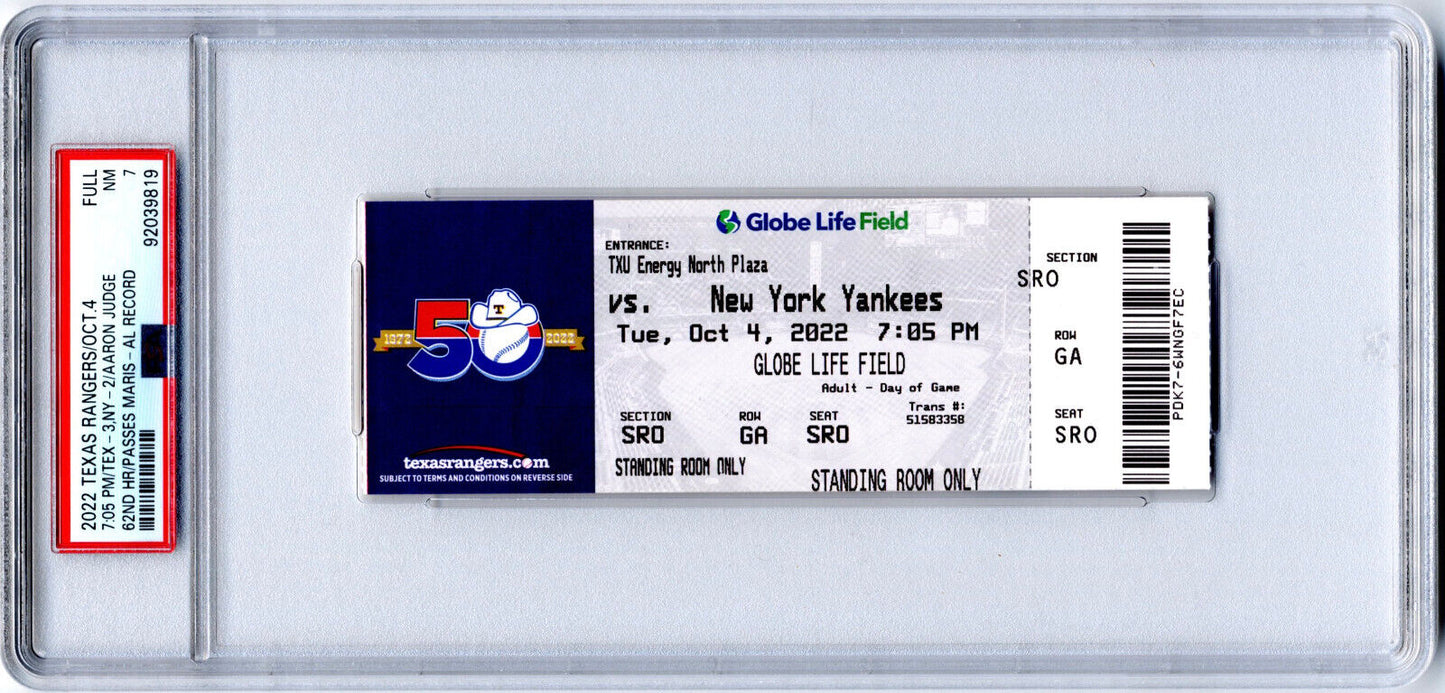 2022 TEXAS RANGERS/OCT. 4 FULL
7:05 PM/TEX - 3,NY - 2/AARON JUDGE NM
62ND HR/PASSES MARIS - AL RECORD 7
92039819
1972 50 2022
T
texasrangers.com
SUBJECT TO TERMS AND CONDITIONS ON REVERSE SIDE
Globe Life Field
ENTRANCE:
TXU Energy North Plaza
vs. New York Yankees
Tue, Oct 4, 2022 7:05 PM
GLOBE LIFE FIELD
Adult - Day of Game
Trans #:
51583358
SECTION ROW SEAT
SRO GA SRO
STANDING ROOM ONLY
STANDING ROOM ONLY
SECTION
SRO
ROW
GA
SEAT
SRO
PDK7-6WNGF7EC